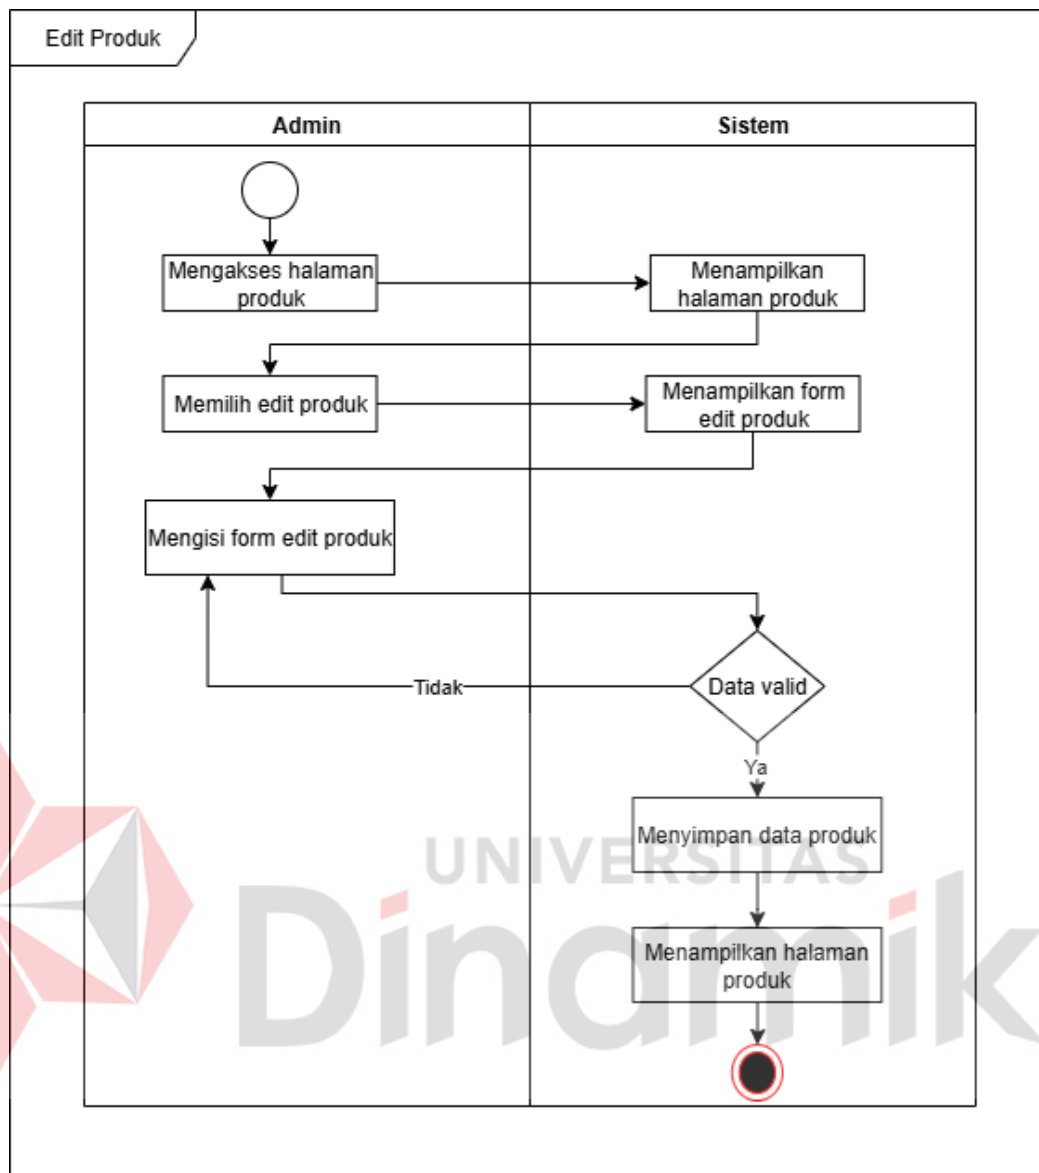 Edit Produk
Admin
Sistem
Mengakses halaman
produk
Menampilkan
halaman produk
Memilih edit produk
Menampilkan form
edit produk
Mengisi form edit produk
Data valid
Tidak
Ya
Menyimpan data produk
UNIVERSITAS
Dinamik
Menampilkan halaman
produk